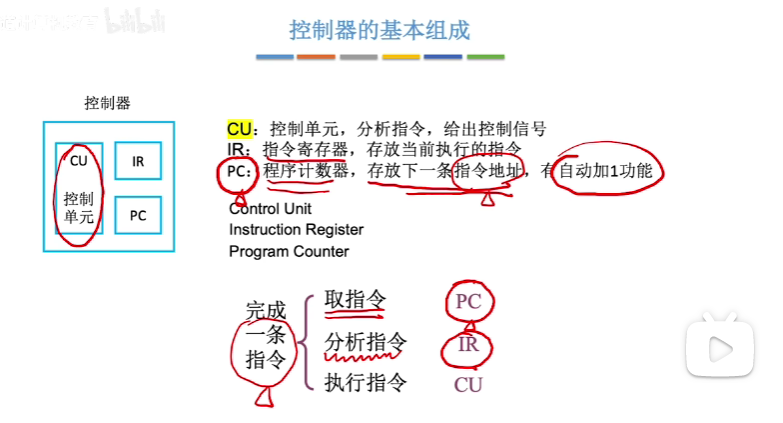 控制器的基本组成
控制器
CU
控制
单元
IR
PC
CU：控制单元，分析指令，给出控制信号
IR：指令寄存器，存放当前执行的指令
PC：程序计数器，存放下一条指令地址，有自动加1功能
Control Unit
Instruction Register
Program Counter
完成
一条
指令
取指令 PC
分析指令 IR
执行指令 CU